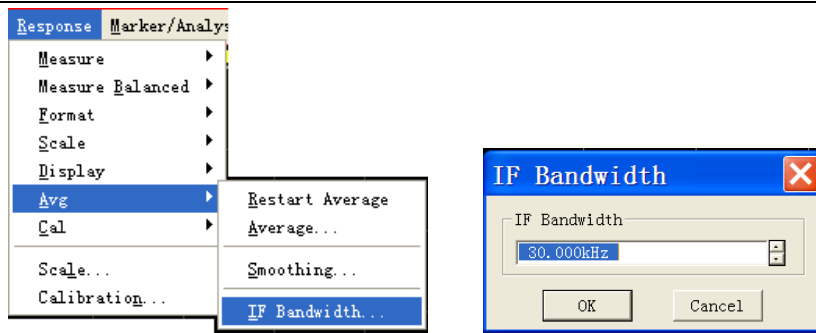 Response Marker/Analys
Measure
Measure Balanced
Format
Scale
Display
Avg
Cal
Scale...
Calibration...
Restart Average
Average...
Smoothing...
IF Bandwidth...
IF Bandwidth
IF Bandwidth
30.000kHz
OK Cancel